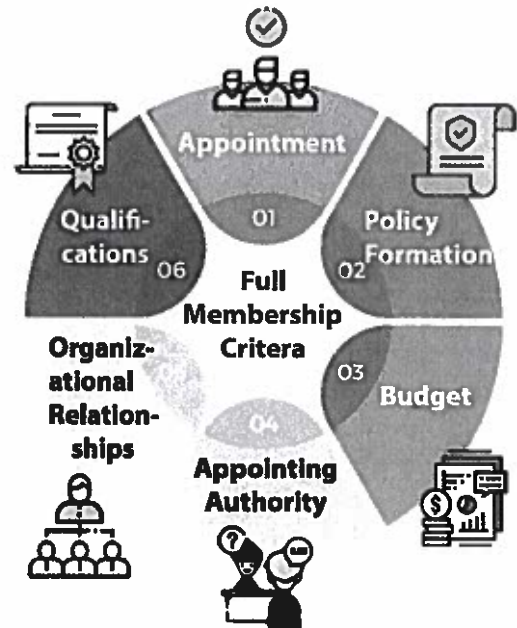 Appointment
01
Policy
Formation
02
03
Budget
04
Appointing
Authority
Organiz-
ational
Relation-
ships
Qualifi-
cations
06
Full
Membership
Critera
?
$